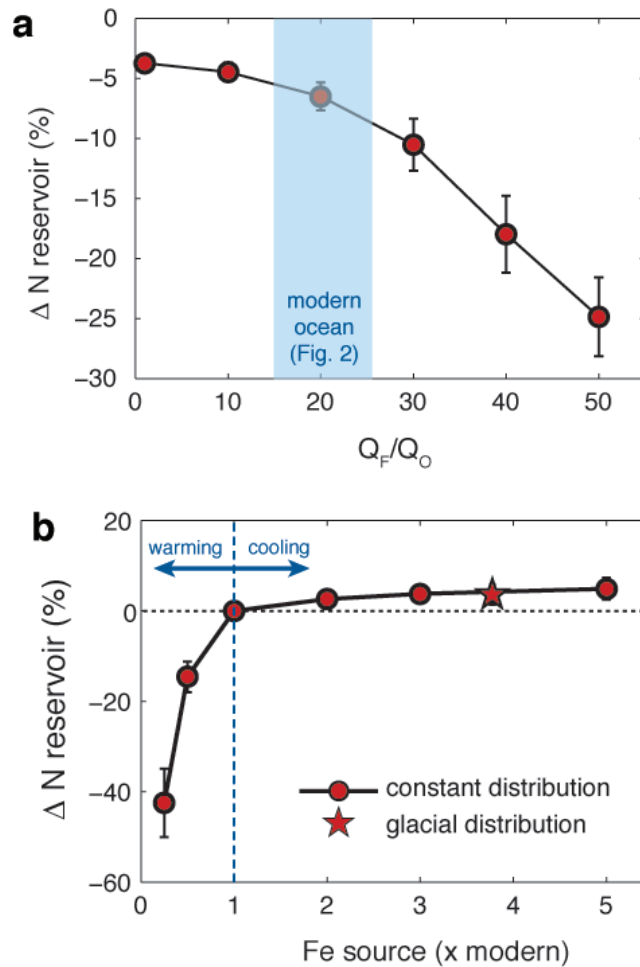 a
0
−5
−10
−15
−20
−25
−30
Δ N reservoir (%)
modern
ocean
(Fig. 2)
0 10 20 30 40 50
Q_F/Q_O
b
20
0
−20
−40
−60
Δ N reservoir (%)
warming cooling
constant distribution
glacial distribution
0 1 2 3 4 5
Fe source (x modern)